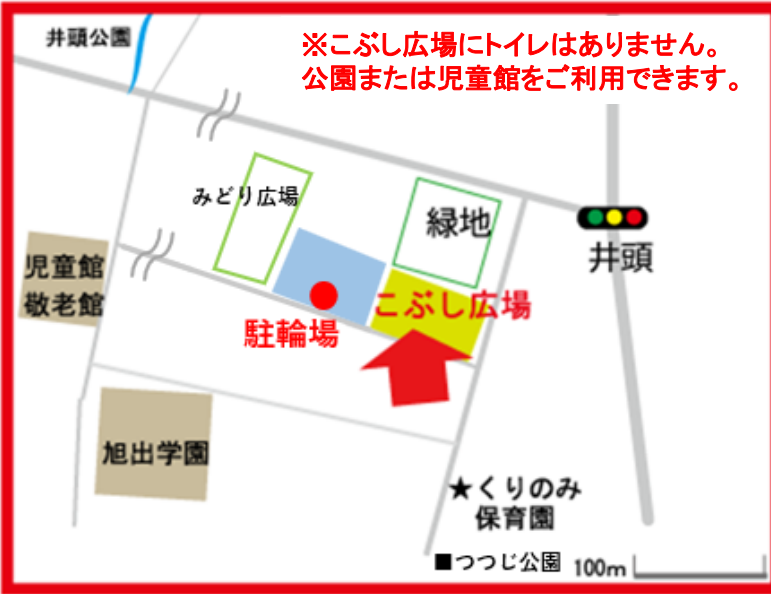 井頭公園
※こぶし広場にトイレはありません。
公園または児童館をご利用できます。
みどり広場
緑地
井頭
児童館
敬老館
こぶし広場
駐輪場
旭出学園
★くりのみ
保育園
■つつじ公園
100m